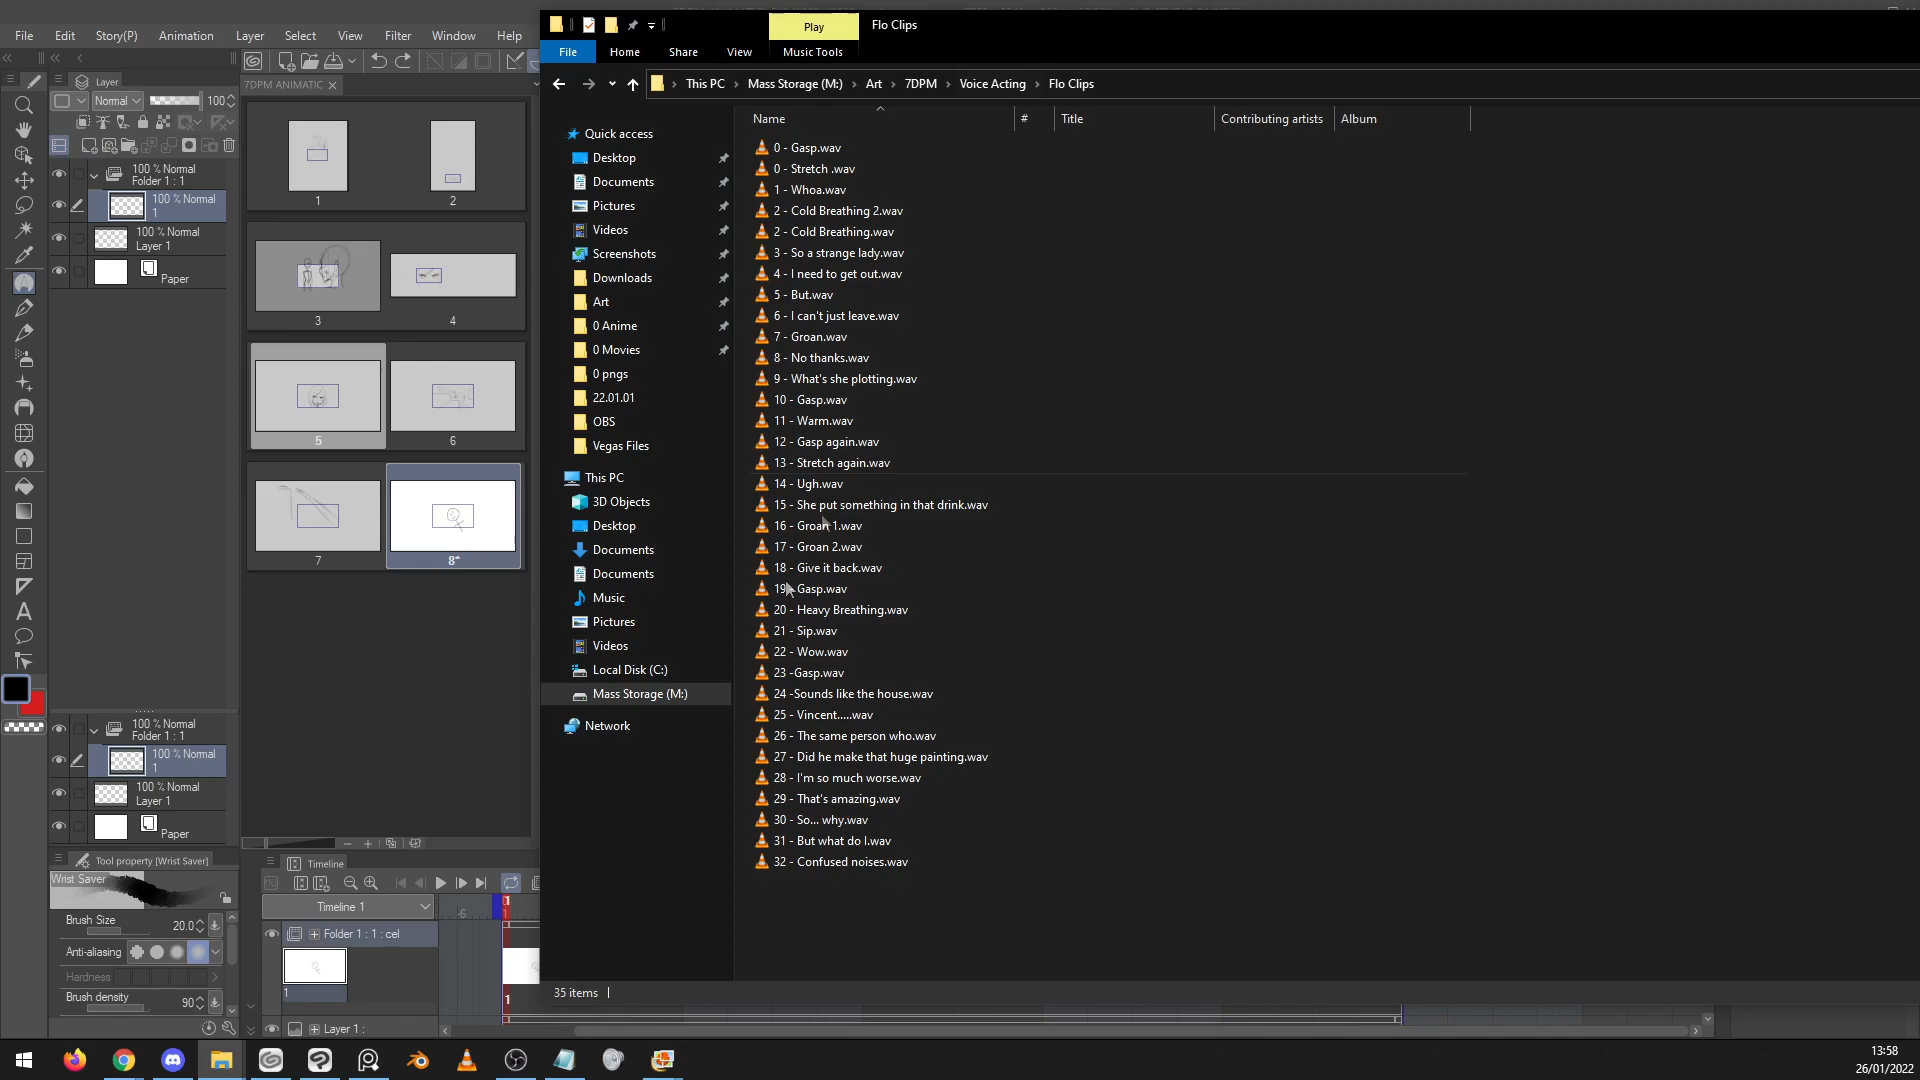 File Edit Story(P) Animation Layer Select View Filter Window Help
Play Flo Clips
File Home Share View Music Tools
This PC Mass Storage (M:) Art 7DPM Voice Acting Flo Clips
Layer
Normal 100
7DPM ANIMATIC
100 % Normal
Folder 1 : 1
100 % Normal
1
100 % Normal
Layer 1
Paper
1 2
3 4
5 6
7 8*
Quick access
Desktop
Documents
Pictures
Videos
Screenshots
Downloads
Art
0 Anime
0 Movies
0 pngs
22.01.01
OBS
Vegas Files
This PC
3D Objects
Desktop
Documents
Documents
Music
Pictures
Videos
Local Disk (C:)
Mass Storage (M:)
Network
Name # Title Contributing artists Album
0 - Gasp.wav
0 - Stretch .wav
1 - Whoa.wav
2 - Cold Breathing 2.wav
2 - Cold Breathing.wav
3 - So a strange lady.wav
4 - I need to get out.wav
5 - But.wav
6 - I can't just leave.wav
7 - Groan.wav
8 - No thanks.wav
9 - What's she plotting.wav
10 - Gasp.wav
11 - Warm.wav
12 - Gasp again.wav
13 - Stretch again.wav
14 - Ugh.wav
15 - She put something in that drink.wav
16 - Groan 1.wav
17 - Groan 2.wav
18 - Give it back.wav
19 - Gasp.wav
20 - Heavy Breathing.wav
21 - Sip.wav
22 - Wow.wav
23 -Gasp.wav
24 -Sounds like the house.wav
25 - Vincent.....wav
26 - The same person who.wav
27 - Did he make that huge painting.wav
28 - I'm so much worse.wav
29 - That's amazing.wav
30 - So... why.wav
31 - But what do I.wav
32 - Confused noises.wav
35 items
100 % Normal
Folder 1 : 1
100 % Normal
1
100 % Normal
Layer 1
Paper
Tool property [Wrist Saver]
Wrist Saver
Brush Size 20.0
Anti-aliasing
Hardness
Brush density 90
Timeline
Timeline 1
-6 1
1
Folder 1 : 1 : cel
1
1
Layer 1 :
13:58
26/01/2022